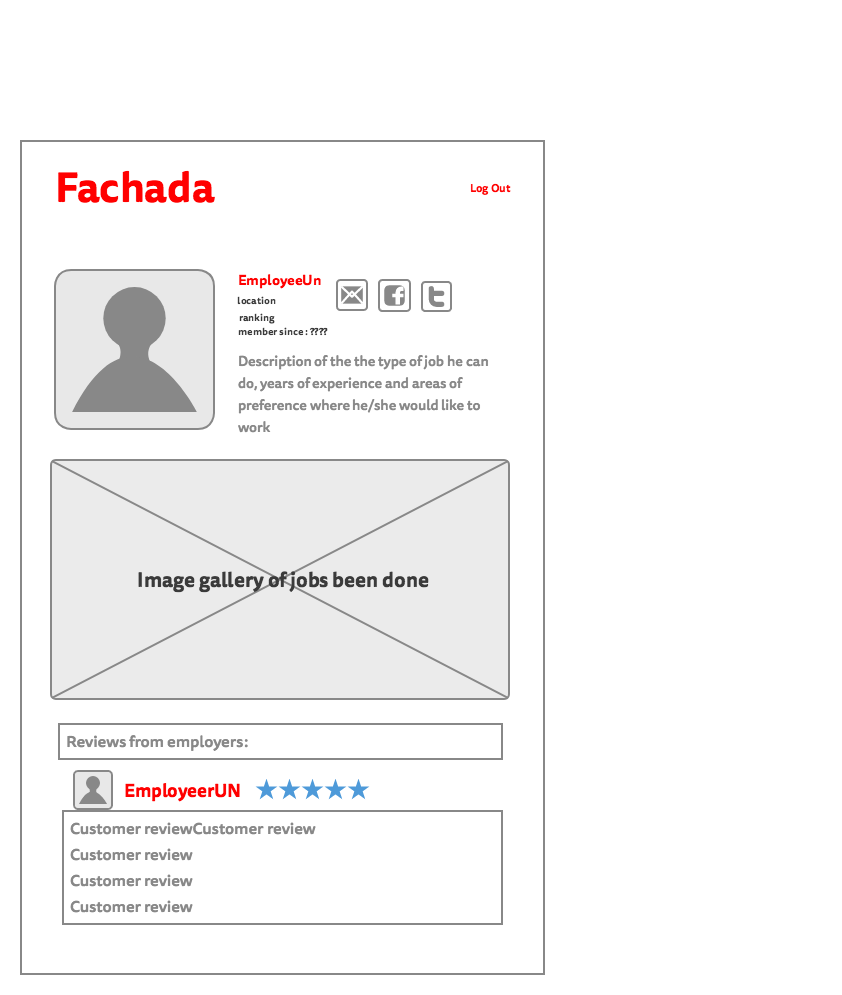 Fachada
Log Out
EmployeeUn
location
ranking
member since : ????
Description of the the type of job he can
do, years of experience and areas of
preference where he/she would like to
work
Image gallery of jobs been done
Reviews from employers:
EmployeerUN
Customer reviewCustomer review
Customer review
Customer review
Customer review